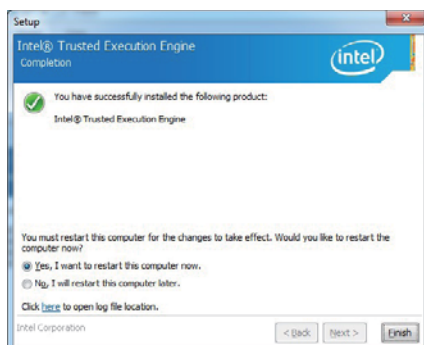 Setup
Intel® Trusted Execution Engine
Completion
intel
You have successfully installed the following product:
Intel® Trusted Execution Engine
You must restart this computer for the changes to take effect. Would you like to restart the
computer now?
Yes, I want to restart this computer now.
No, I will restart this computer later.
Click here to open log file location.
Intel Corporation
< Back Next > Finish